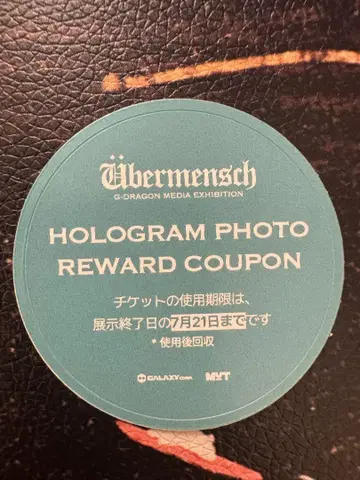 Übermensch
G-DRAGON MEDIA EXHIBITION
HOLOGRAM PHOTO
REWARD COUPON
チケットの使用期限は、
展示終了日の7月21日までです
* 使用後回収
GALAXY CORP. MYT